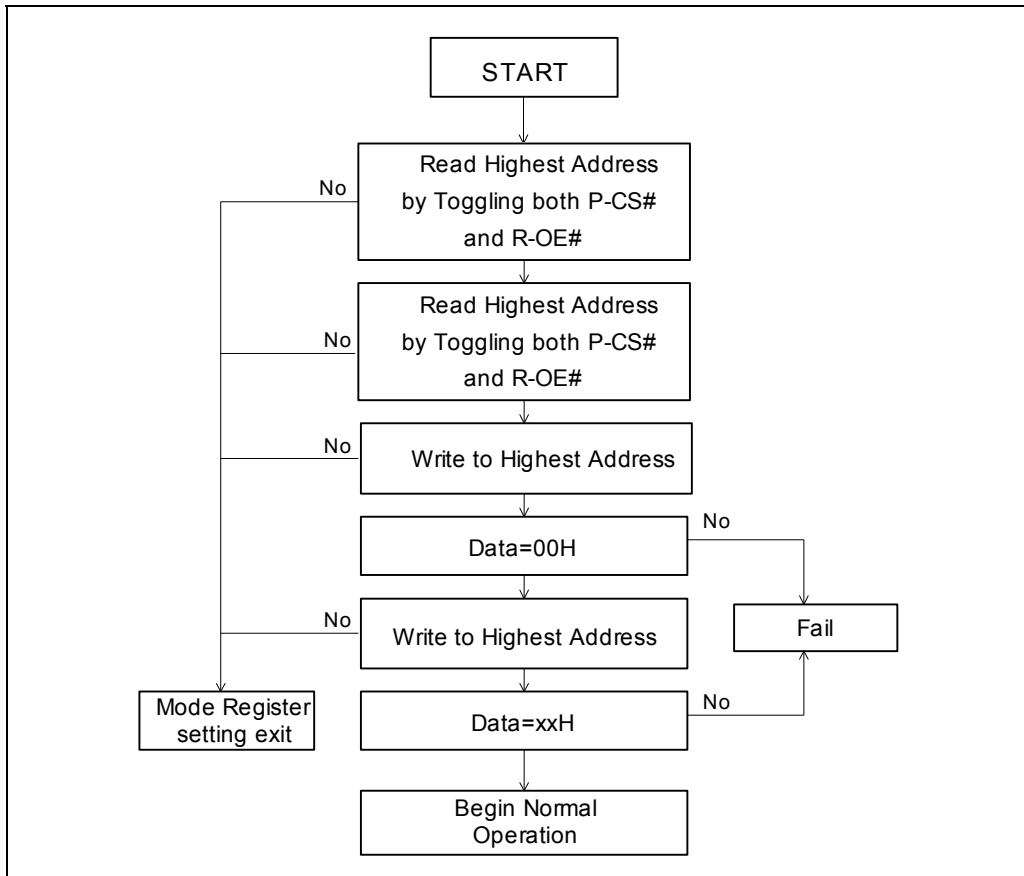 START
Read Highest Address
by Toggling both P-CS#
and R-OE#
No
Read Highest Address
by Toggling both P-CS#
and R-OE#
No
Write to Highest Address
No
Data=00H
No
Write to Highest Address
No
Fail
Data=xxH
No
Mode Register
setting exit
Begin Normal
Operation